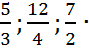 5/3 ; 12/4 ; 7/2 ·